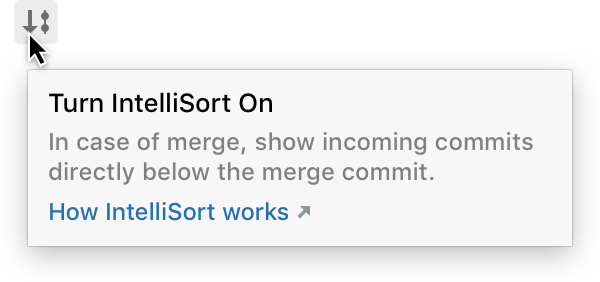 Turn IntelliSort On
In case of merge, show incoming commits
directly below the merge commit.
How IntelliSort works